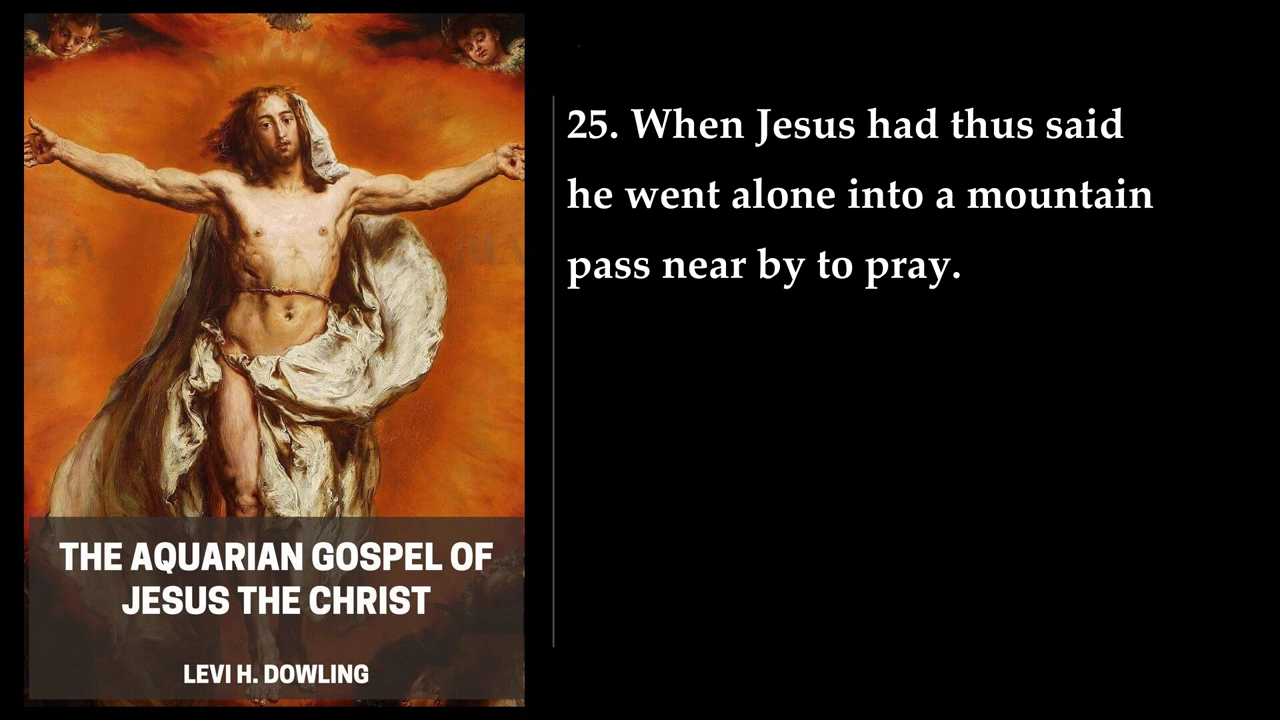 25. When Jesus had thus said
he went alone into a mountain
pass near by to pray.
THE AQUARIAN GOSPEL OF
JESUS THE CHRIST
LEVI H. DOWLING